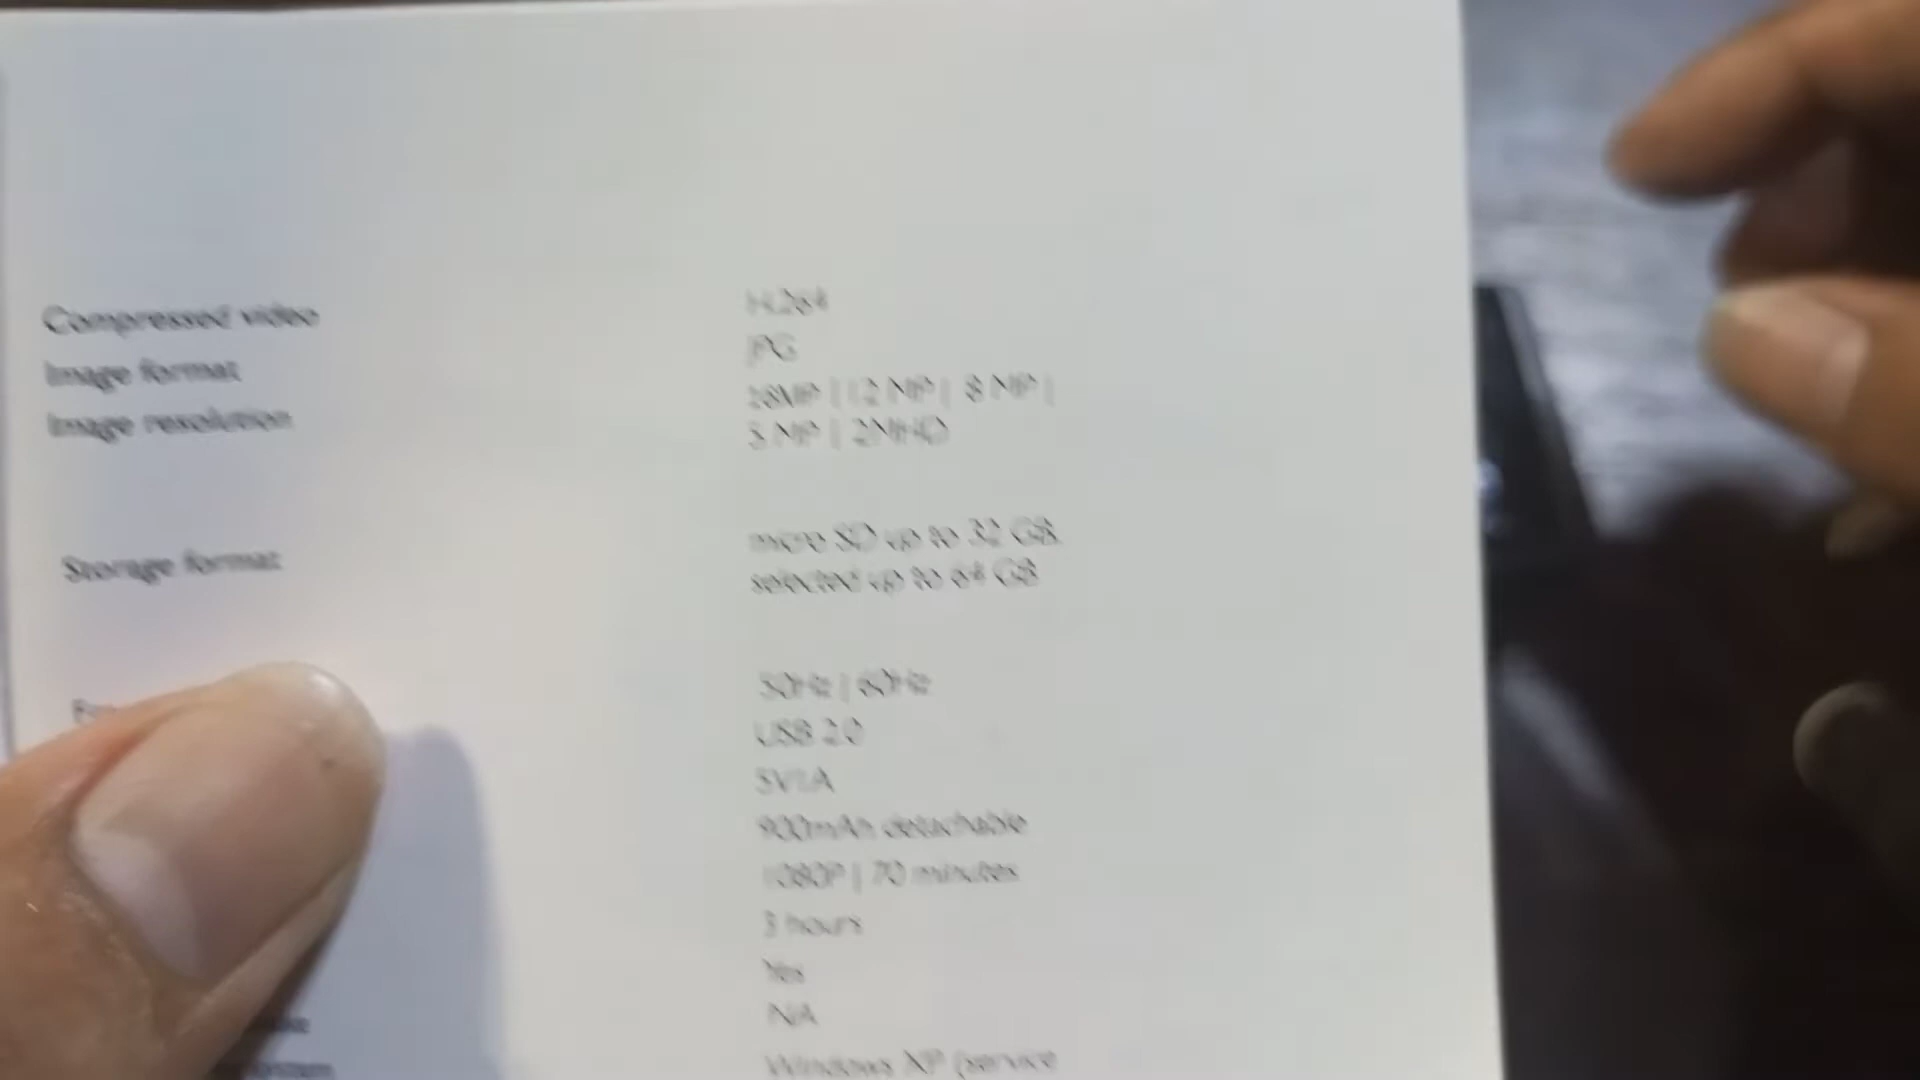 Compressed video H.264
Image format JPG
Image resolution 16MP | 12 MP | 8 MP |
5 MP | 2MHD
Storage format micro SD up to 32 GB,
selected up to 64 GB
50Hz | 60Hz
USB 2.0
5V1A
900mAh detachable
1080P | 70 minutes
3 hours
Yes
NA
Windows XP (service